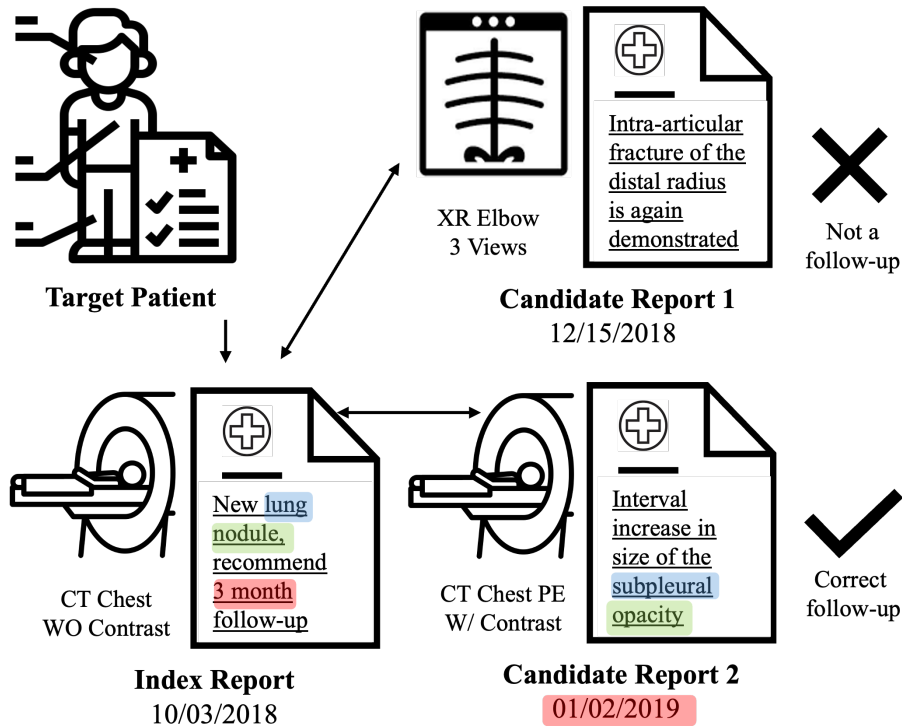 Target Patient
XR Elbow
3 Views
Intra-articular
fracture of the
distal radius
is again
demonstrated
Not a
follow-up
Candidate Report 1
12/15/2018
CT Chest
WO Contrast
New lung
nodule,
recommend
3 month
follow-up
Index Report
10/03/2018
CT Chest PE
W/ Contrast
Interval
increase in
size of the
subpleural
opacity
Correct
follow-up
Candidate Report 2
01/02/2019